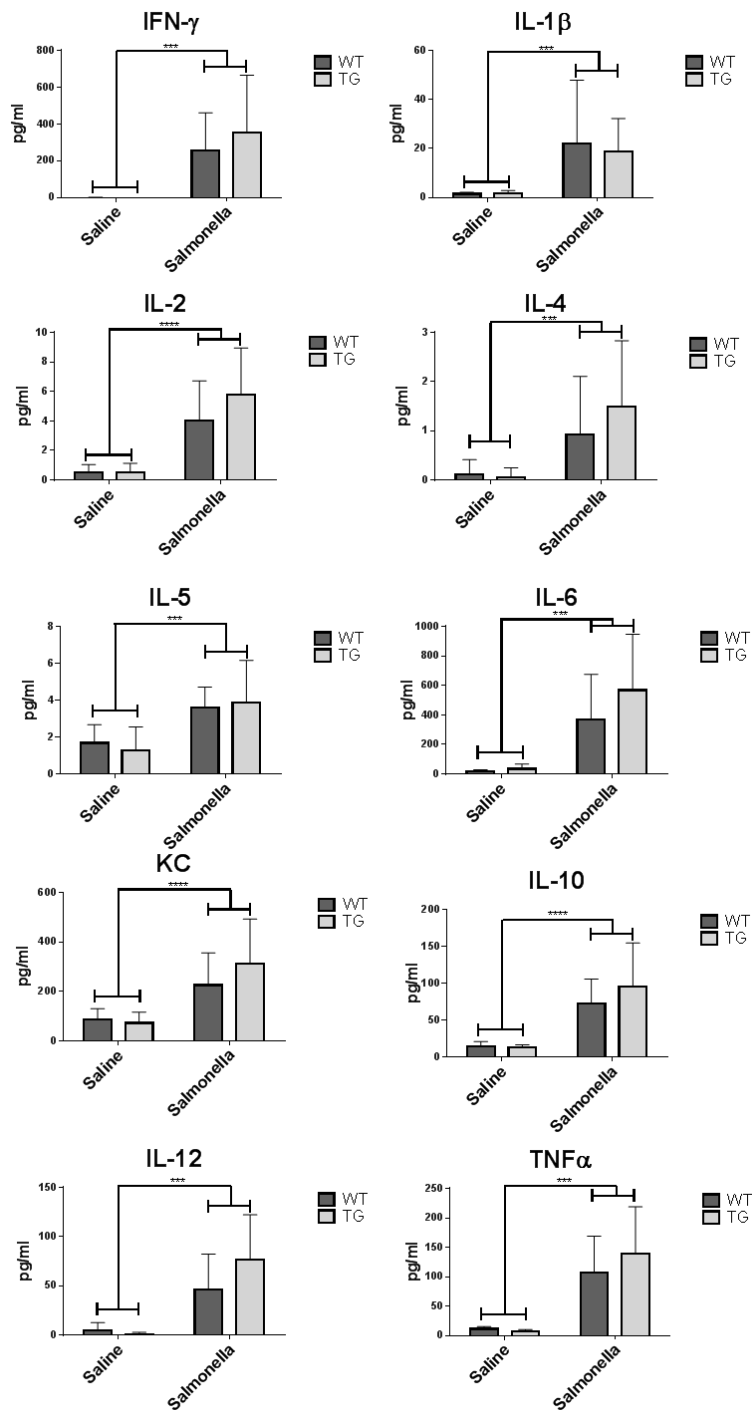 IFN-γ
***
800
600
400
200
0
pg/ml
Saline
Salmonella
WT
TG
IL-1β
***
60
40
20
0
pg/ml
Saline
Salmonella
WT
TG
IL-2
****
10
8
6
4
2
0
pg/ml
Saline
Salmonella
WT
TG
IL-4
***
3
2
1
0
pg/ml
Saline
Salmonella
WT
TG
IL-5
***
8
6
4
2
0
pg/ml
Saline
Salmonella
WT
TG
IL-6
***
1000
800
600
400
200
0
pg/ml
Saline
Salmonella
WT
TG
KC
****
600
400
200
0
pg/ml
Saline
Salmonella
WT
TG
IL-10
****
200
150
100
50
0
pg/ml
Saline
Salmonella
WT
TG
IL-12
***
150
100
50
0
pg/ml
Saline
Salmonella
WT
TG
TNFα
***
250
200
150
100
50
0
pg/ml
Saline
Salmonella
WT
TG